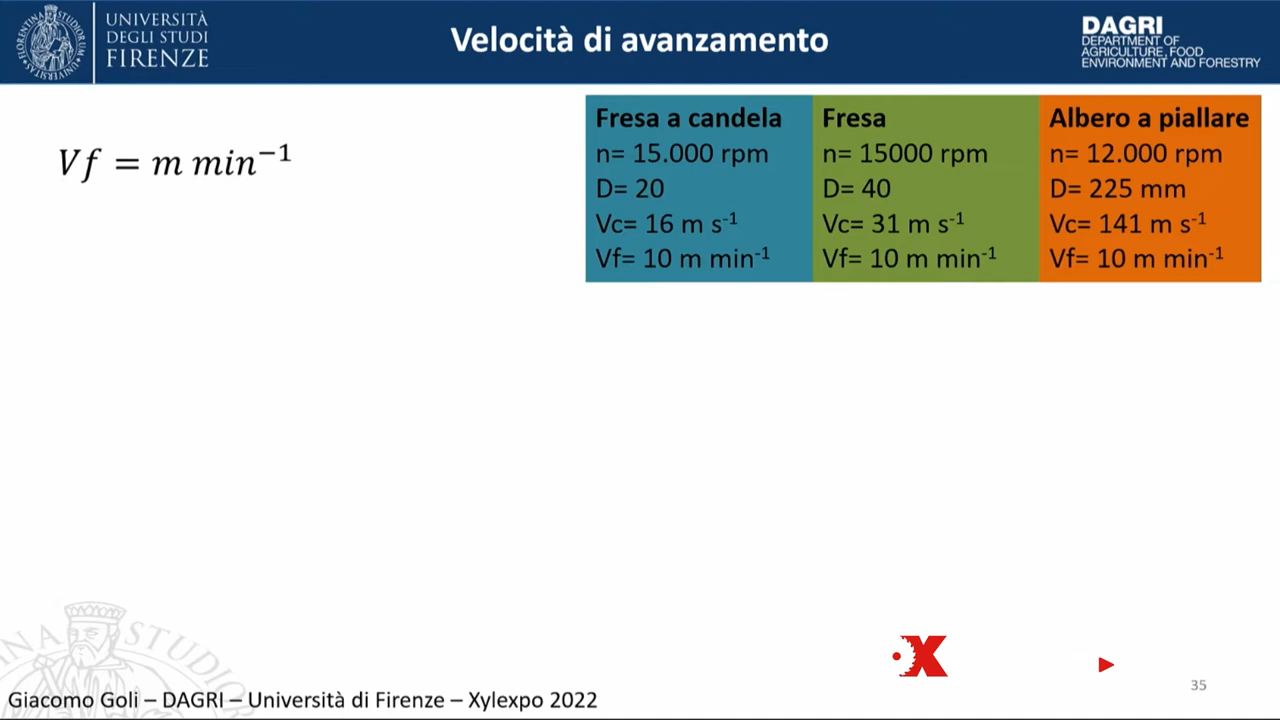 UNIVERSITÀ
DEGLI STUDI
FIRENZE
Velocità di avanzamento
DAGRI
DEPARTMENT OF
AGRICULTURE, FOOD
ENVIRONMENT AND FORESTRY
Vf = m min⁻¹
Fresa a candela
n= 15.000 rpm
D= 20
Vc= 16 m s⁻¹
Vf= 10 m min⁻¹
Fresa
n= 15000 rpm
D= 40
Vc= 31 m s⁻¹
Vf= 10 m min⁻¹
Albero a piallare
n= 12.000 rpm
D= 225 mm
Vc= 141 m s⁻¹
Vf= 10 m min⁻¹
X
Giacomo Goli – DAGRI – Università di Firenze – Xylexpo 2022
35